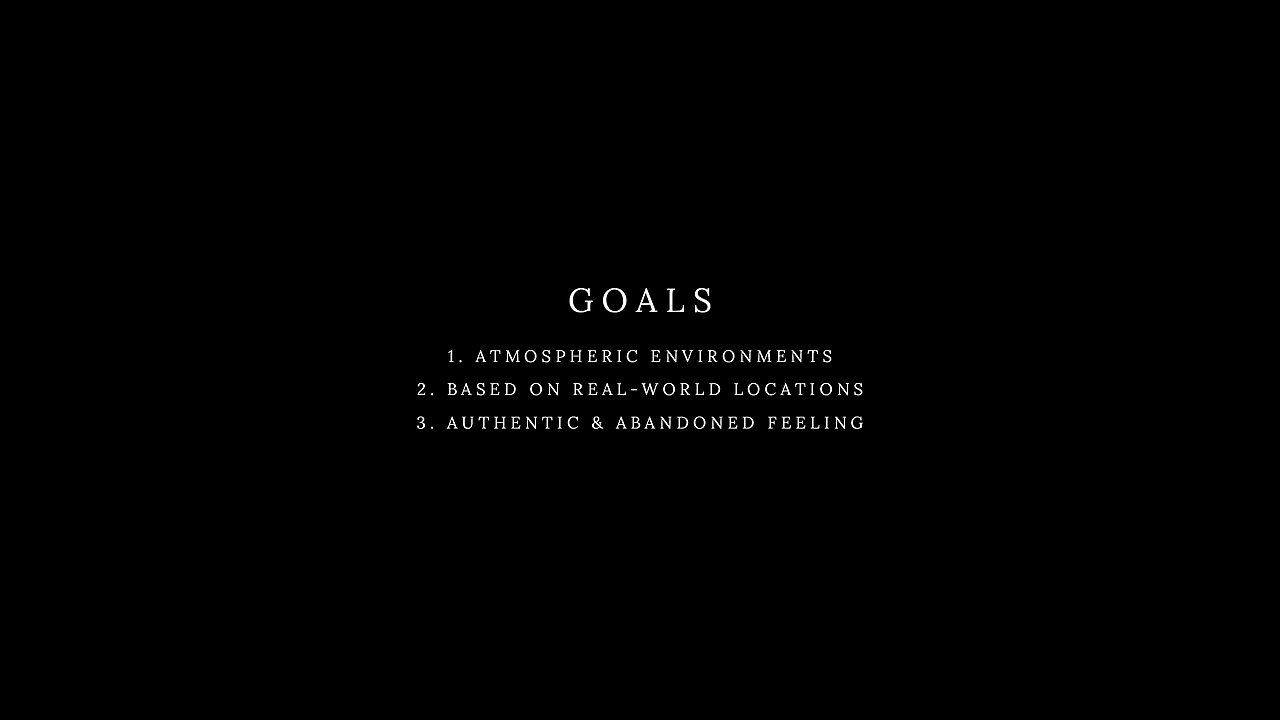 GOALS
1. ATMOSPHERIC ENVIRONMENTS
2. BASED ON REAL-WORLD LOCATIONS
3. AUTHENTIC & ABANDONED FEELING